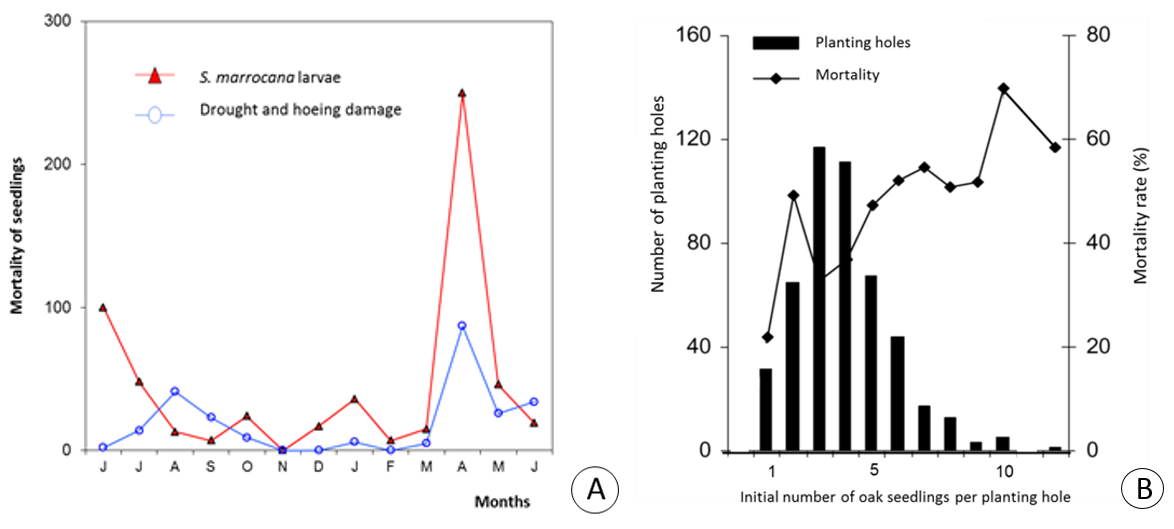 300
200
100
0
Mortality of seedlings
S. marrocana larvae
Drought and hoeing damage
J J A S O N D J F M A M J
Months
A
160
120
80
40
0
Number of planting holes
Planting holes
Mortality
80
60
40
20
0
Mortality rate (%)
1 5 10
Initial number of oak seedlings per planting hole
B